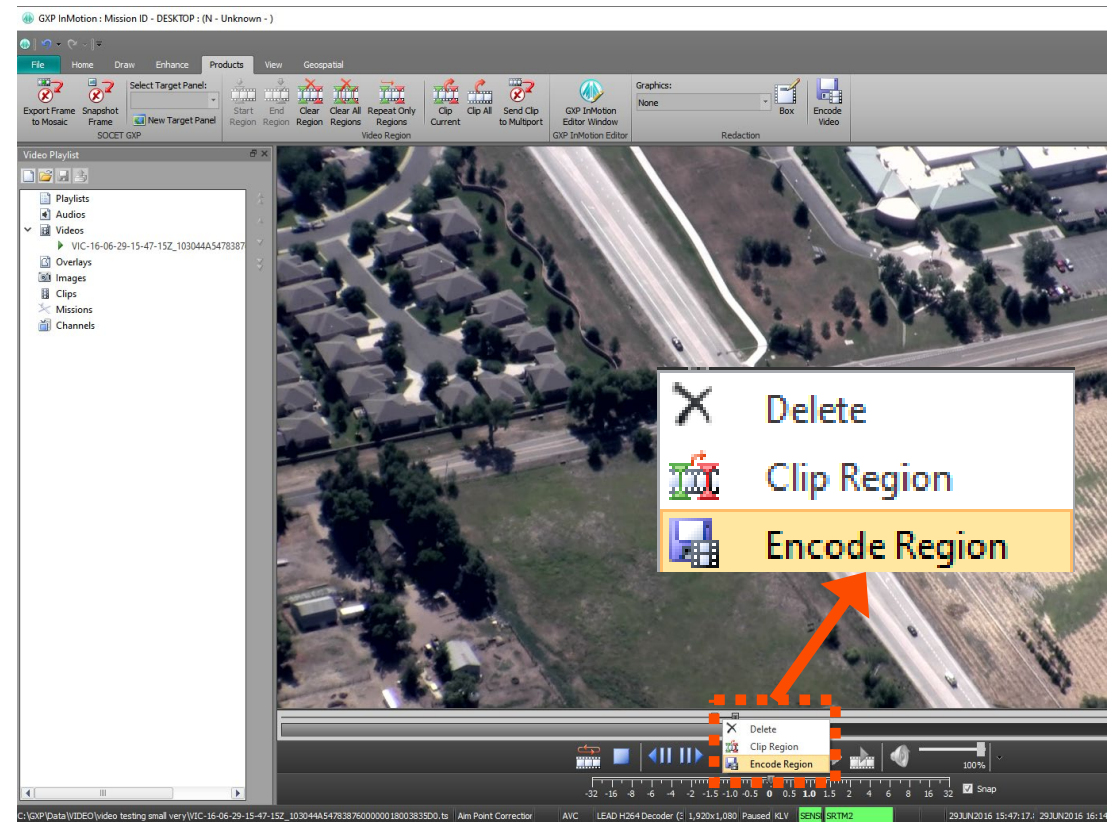 GXP InMotion : Mission ID - DESKTOP : (N - Unknown - )
File Home Draw Enhance Products View Geospatial
Export Frame to Mosaic
Snapshot Frame
Select Target Panel:
New Target Panel
SOCET GXP
Start Region
End Region
Clear Region
Clear All Regions
Repeat Only Regions
Clip Current
Clip All
Send Clip to Multiport
Video Region
GXP InMotion Editor Window
GXP InMotion Editor
Graphics:
None
Box
Encode Video
Redaction
Video Playlist
Playlists
Audios
Videos
VIC-16-06-29-15-47-15Z_103044A5478387
Overlays
Images
Clips
Missions
Channels
Delete
Clip Region
Encode Region
Delete
Clip Region
Encode Region
100%
-32 -16 -8 -6 -4 -2 -1.5 -1.0 -0.5 0 0.5 1.0 1.5 2 4 6 8 16 32 Snap
C:\GXP\Data\VIDEO\video testing small very\VIC-16-06-29-15-47-15Z_103044A54783876000000018003835D0.ts Aim Point Correction AVC LEAD H264 Decoder (3 1,920x1,080 Paused KLV SENSI SRTM2 29JUN2016 15:47:17.8 29JUN2016 16:14